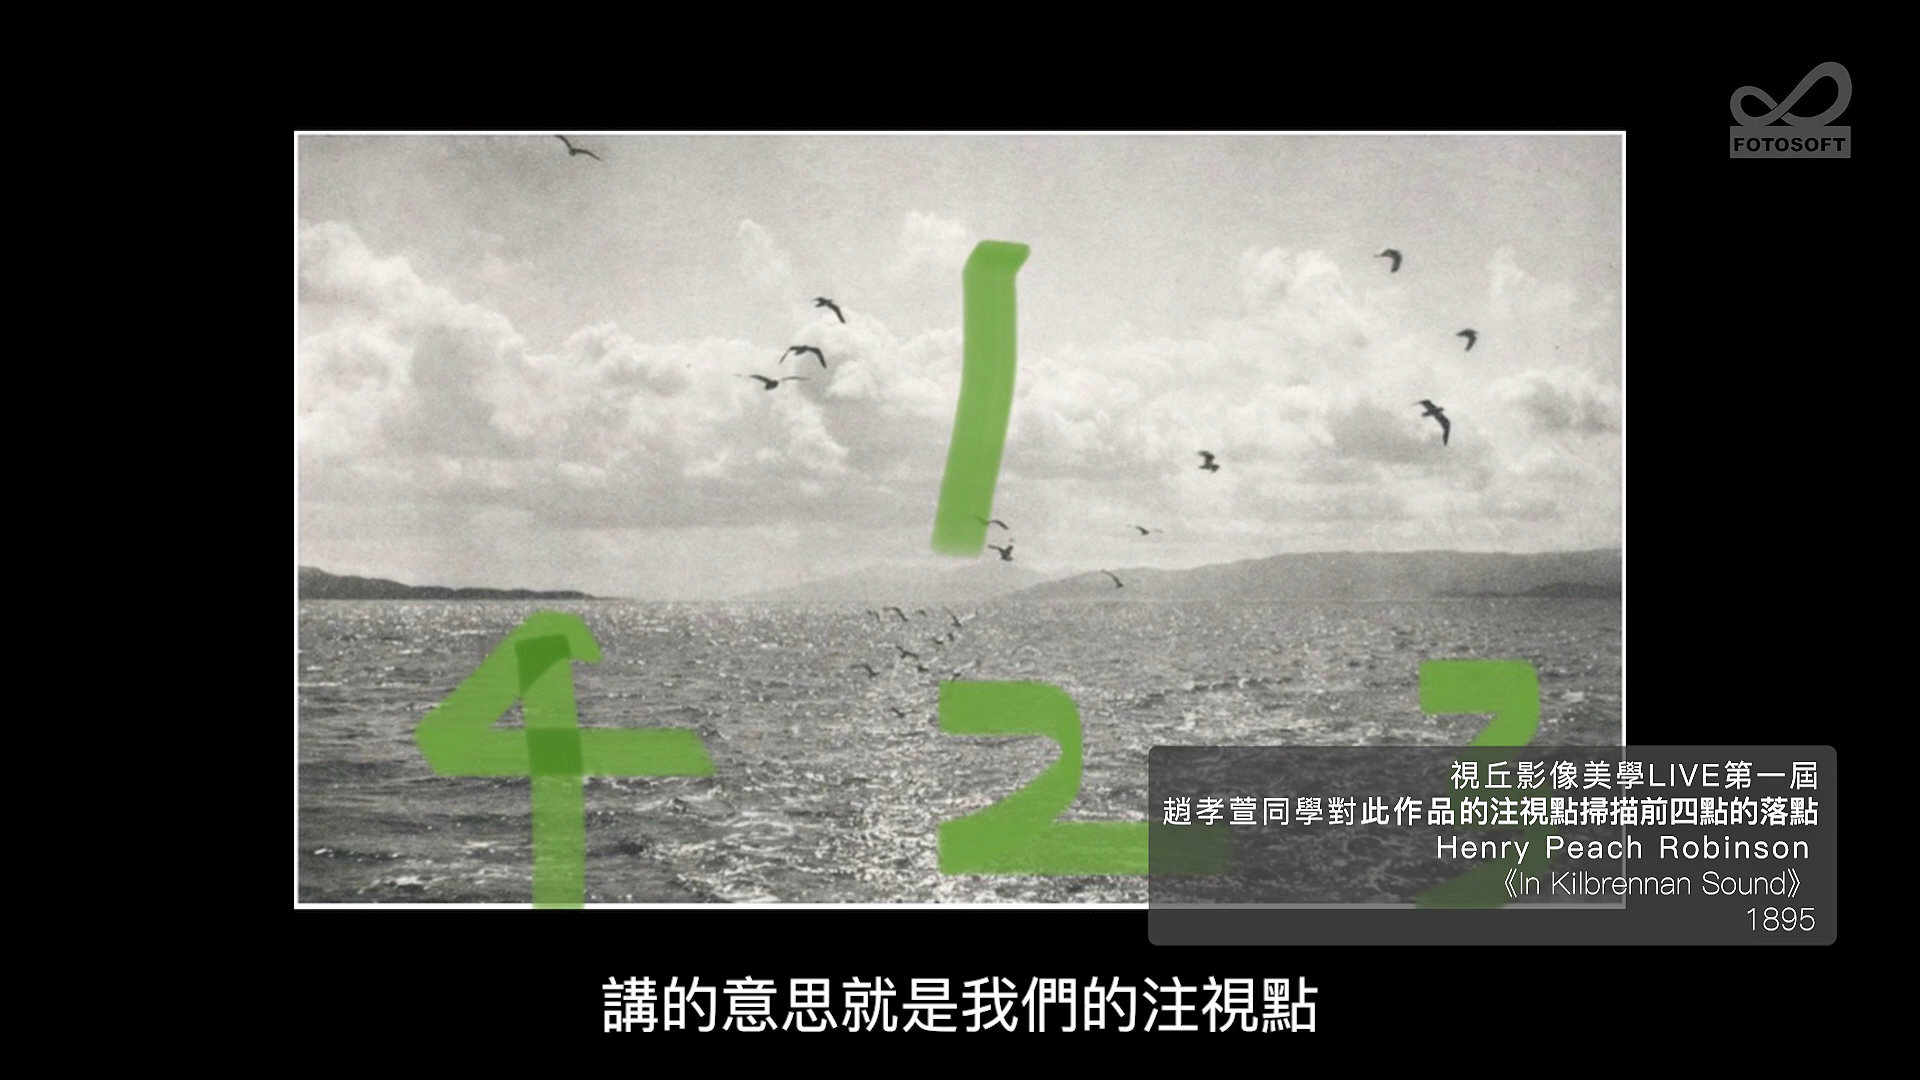 FOTOSOFT
1
4
2
3
視丘影像美學LIVE第一屆
趙孝萱同學對此作品的注視點掃描前四點的落點
Henry Peach Robinson
《In Kilbrennan Sound》
1895
講的意思就是我們的注視點